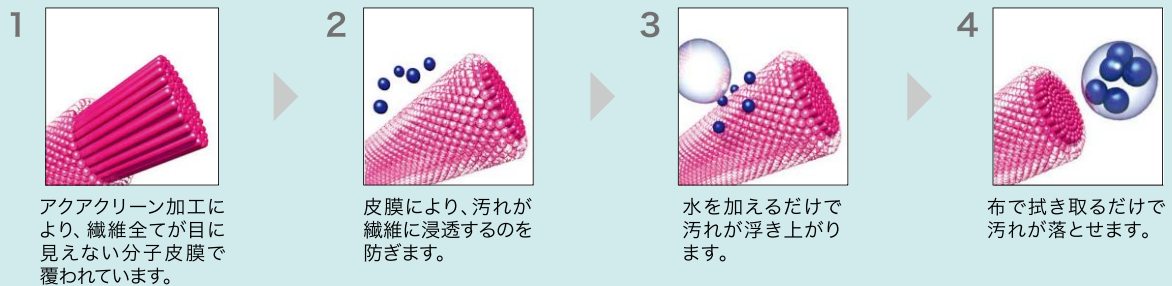 1
アクアクリーン加工に
より、繊維全てが目に
見えない分子皮膜で
覆われています。
2
皮膜により、汚れが
繊維に浸透するのを
防ぎます。
3
水を加えるだけで
汚れが浮き上がり
ます。
4
布で拭き取るだけで
汚れが落とせます。